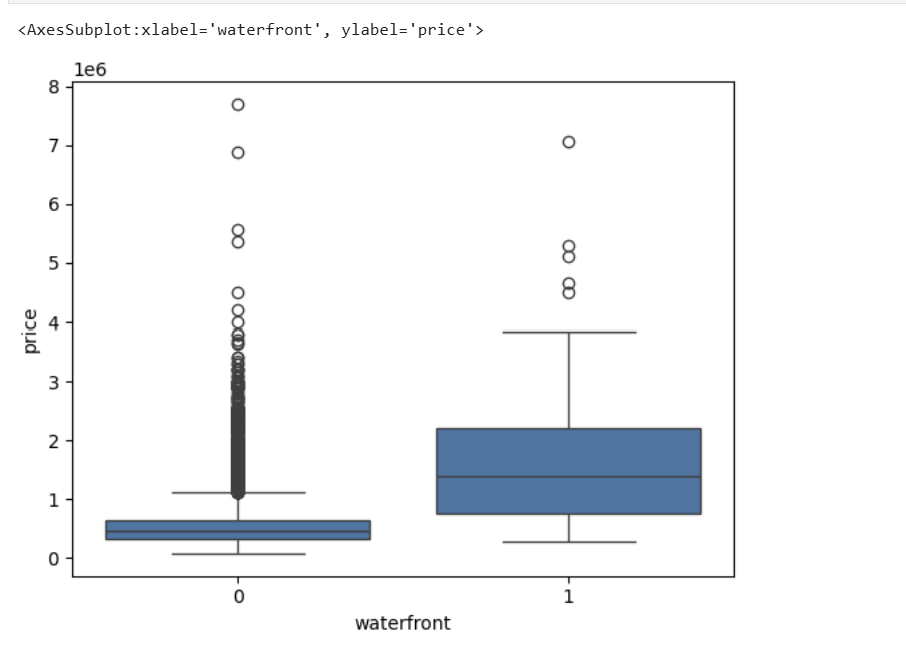 <AxesSubplot:xlabel='waterfront', ylabel='price'>
1e6
8
7
6
5
4
3
2
1
0
price
0 1
waterfront